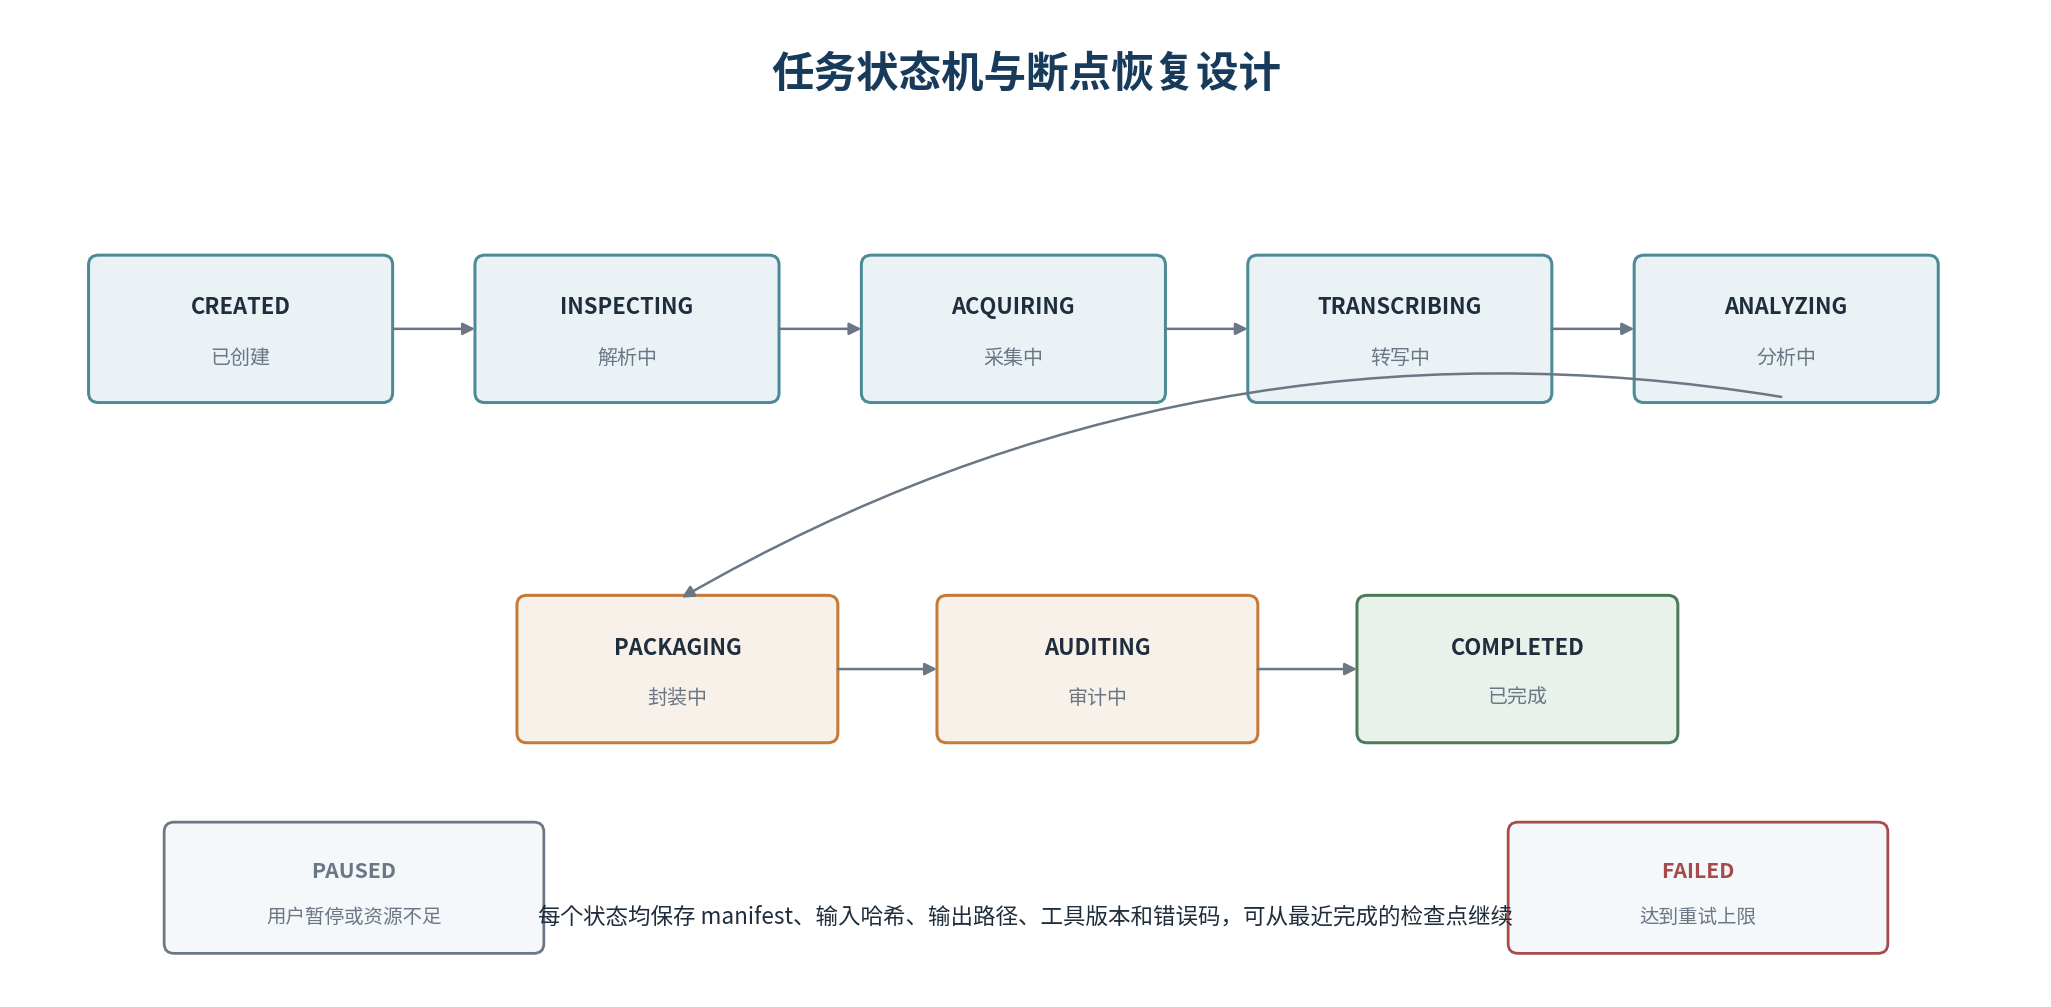 任务状态机与断点恢复设计
CREATED
已创建
INSPECTING
解析中
ACQUIRING
采集中
TRANSCRIBING
转写中
ANALYZING
分析中
PACKAGING
封装中
AUDITING
审计中
COMPLETED
已完成
PAUSED
用户暂停或资源不足
每个状态均保存 manifest、输入哈希、输出路径、工具版本和错误码，可从最近完成的检查点继续
FAILED
达到重试上限